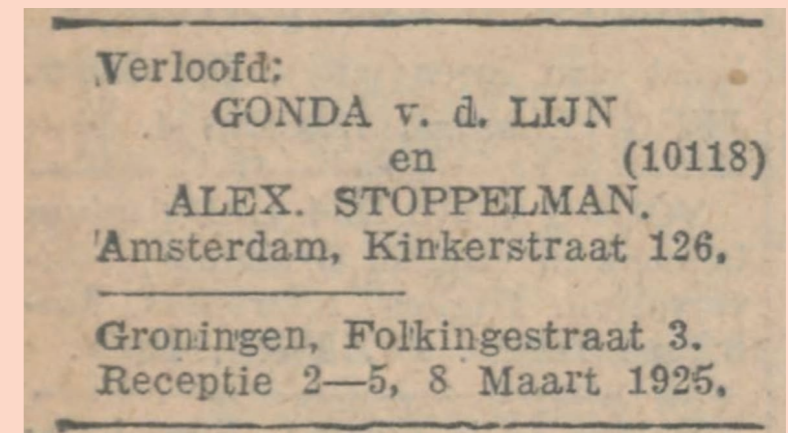 Verloofd:
GONDA v. d. LIJN
en (10118)
ALEX. STOPPELMAN.
Amsterdam, Kinkerstraat 126.
Groningen, Folkingestraat 3.
Receptie 2—5, 8 Maart 1925.